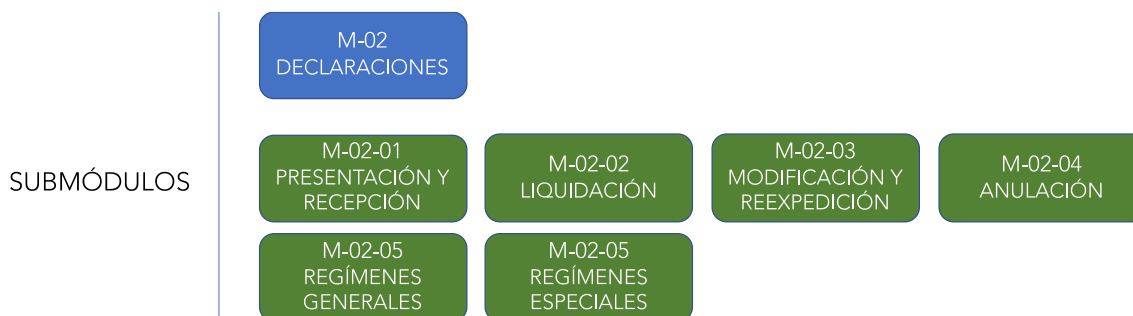 M-02
DECLARACIONES
SUBMÓDULOS
M-02-01
PRESENTACIÓN Y
RECEPCIÓN
M-02-02
LIQUIDACIÓN
M-02-03
MODIFICACIÓN Y
REEXPEDICIÓN
M-02-04
ANULACIÓN
M-02-05
REGÍMENES
GENERALES
M-02-05
REGÍMENES
ESPECIALES